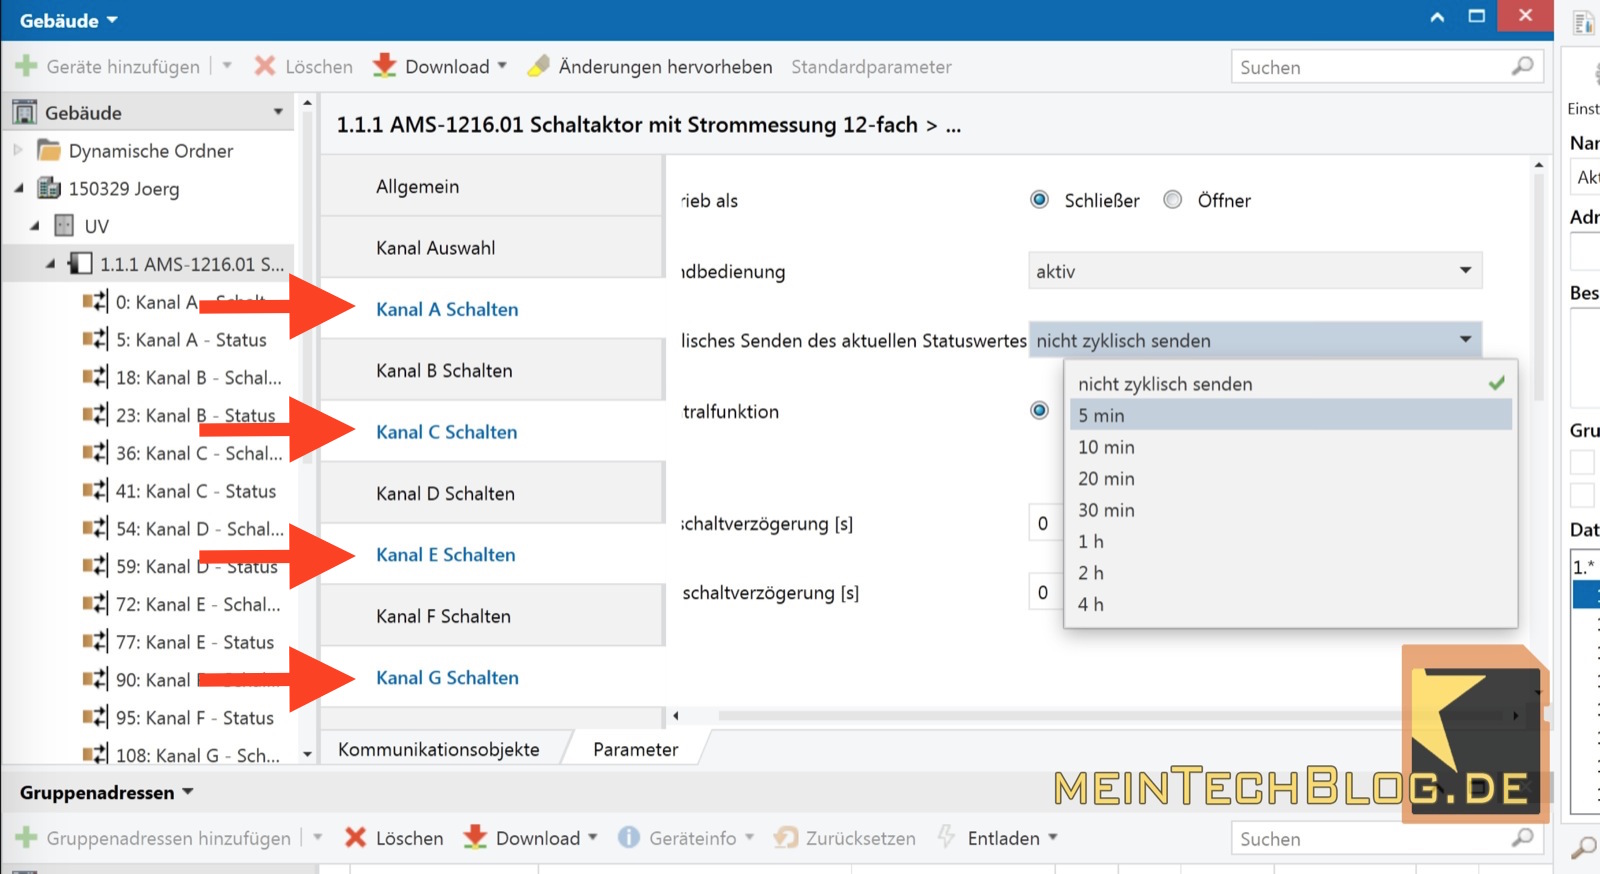 Gebäude
Geräte hinzufügen
Löschen
Download
Änderungen hervorheben
Standardparameter
Suchen
Gebäude
Dynamische Ordner
150329 Joerg
UV
1.1.1 AMS-1216.01 S...
0: Kanal A - Schalt...
5: Kanal A - Status
18: Kanal B - Schal...
23: Kanal B - Status
36: Kanal C - Schal...
41: Kanal C - Status
54: Kanal D - Schal...
59: Kanal D - Status
72: Kanal E - Schal...
77: Kanal E - Status
90: Kanal
95: Kanal F - Status
108: Kanal G - Sch...
1.1.1 AMS-1216.01 Schaltaktor mit Strommessung 12-fach > ...
Allgemein
Kanal Auswahl
Kanal A Schalten
Kanal B Schalten
Kanal C Schalten
Kanal D Schalten
Kanal E Schalten
Kanal F Schalten
Kanal G Schalten
rieb als
Schließer
Öffner
ndbedienung
aktiv
lisches Senden des aktuellen Statuswertes
nicht zyklisch senden
nicht zyklisch senden
5 min
10 min
20 min
30 min
1 h
2 h
4 h
tralfunktion
schaltverzögerung [s]
0
schaltverzögerung [s]
0
Kommunikationsobjekte
Parameter
Einst
Nar
Akt
Adr
Bes
Gru
Dat
1.*
MEINTECHBLOG.DE
Gruppenadressen
Gruppenadressen hinzufügen
Löschen
Download
Geräteinfo
Zurücksetzen
Entladen
Suchen